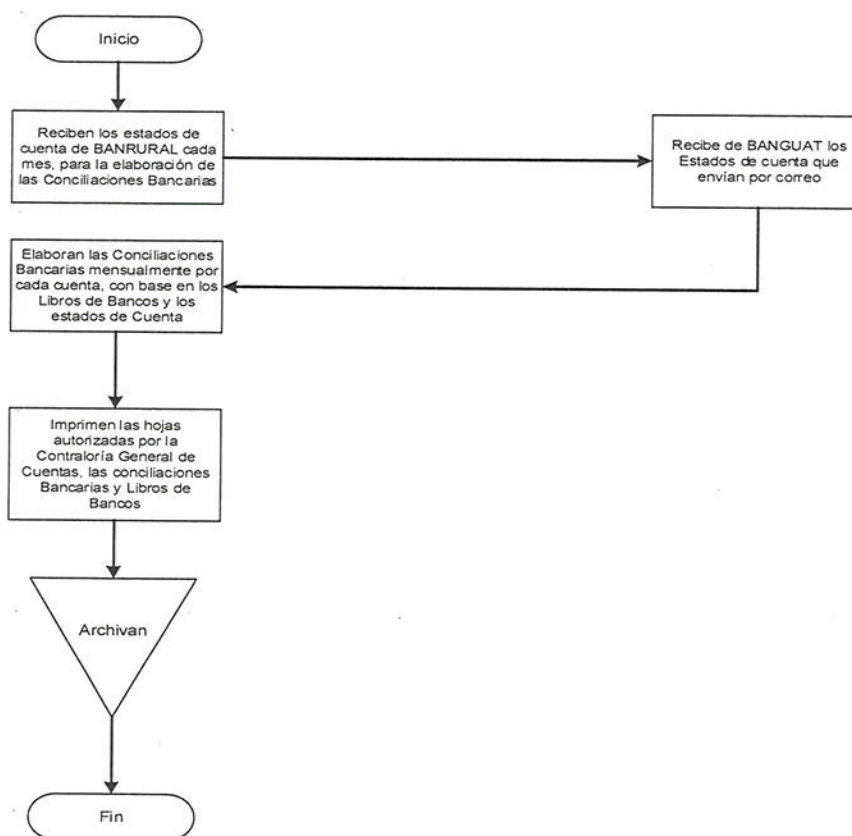 Inicio
Reciben los estados de
cuenta de BANRURAL cada
mes, para la elaboración de
las Conciliaciones Bancarias
Recibe de BANGUAT los
Estados de cuenta que
envían por correo
Elaboran las Conciliaciones
Bancarias mensualmente por
cada cuenta, con base en los
Libros de Bancos y los
estados de Cuenta
Imprimen las hojas
autorizadas por la
Contraloría General de
Cuentas, las conciliaciones
Bancarias y Libros de
Bancos
Archivan
Fin